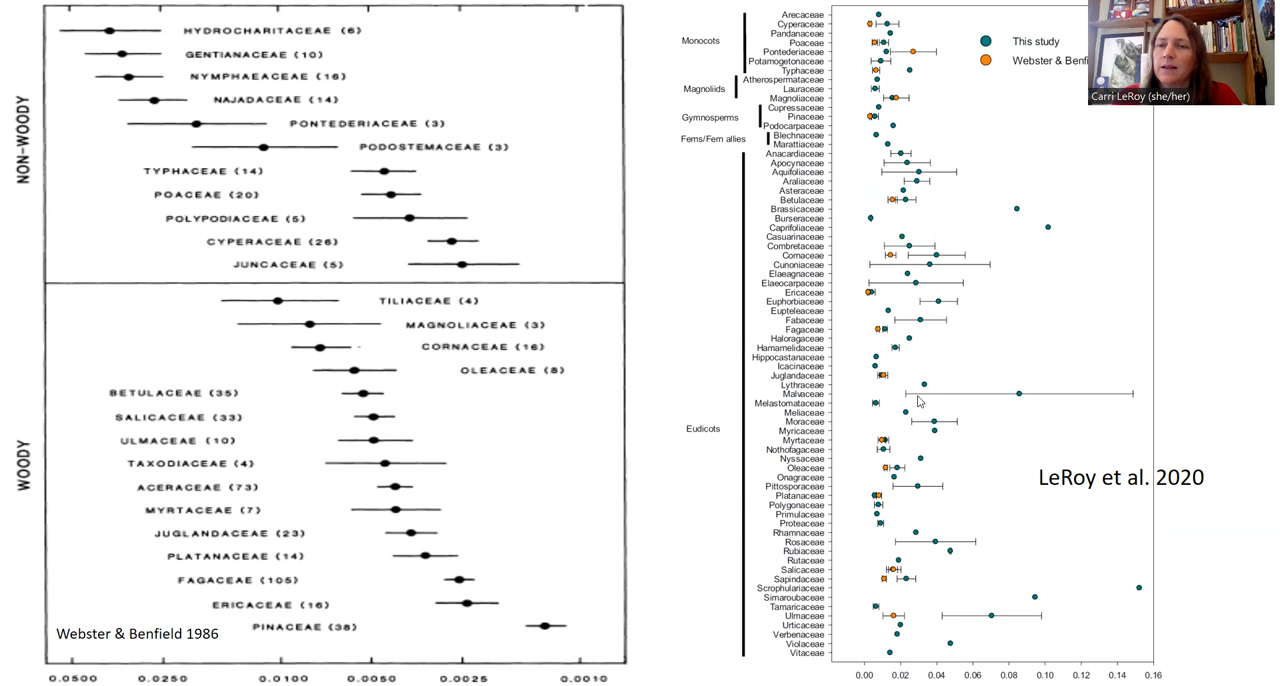 NON-WOODY
HYDROCHARITACEAE (6)
GENTIANACEAE (10)
NYMPHAEACEAE (16)
NAJADACEAE (14)
PONTEDERIACEAE (3)
PODOSTEMACEAE (3)
TYPHACEAE (14)
POACEAE (20)
POLYPODIACEAE (5)
CYPERACEAE (26)
JUNCACEAE (5)
WOODY
TILIACEAE (4)
MAGNOLIACEAE (3)
CORNACEAE (16)
OLEACEAE (8)
BETULACEAE (35)
SALICACEAE (33)
ULMACEAE (10)
TAXODIACEAE (4)
ACERACEAE (73)
MYRTACEAE (7)
JUGLANDACEAE (23)
PLATANACEAE (14)
FAGACEAE (105)
ERICACEAE (16)
PINACEAE (38)
Webster & Benfield 1986
0.0500 0.0250 0.0100 0.0050 0.0025 0.0010
Monocots
Magnoliids
Gymnosperms
Ferns/Fern allies
Eudicots
Arecaceae
Cyperaceae
Pandanaceae
Poaceae
Pontederiaceae
Potamogetonaceae
Typhaceae
Atherospermataceae
Lauraceae
Magnoliaceae
Cupressaceae
Pinaceae
Podocarpaceae
Blechnaceae
Marattiaceae
Anacardiaceae
Apocynaceae
Aquifoliaceae
Araliaceae
Asteraceae
Betulaceae
Brassicaceae
Burseraceae
Caprifoliaceae
Casuarinaceae
Combretaceae
Cornaceae
Cunoniaceae
Elaeagnaceae
Elaeocarpaceae
Ericaceae
Euphorbiaceae
Eupteleaceae
Fabaceae
Fagaceae
Haloragaceae
Hamamelidaceae
Hippocastanaceae
Icacinaceae
Juglandaceae
Lythraceae
Malvaceae
Melastomataceae
Meliaceae
Moraceae
Myricaceae
Myrtaceae
Nothofagaceae
Nyssaceae
Oleaceae
Onagraceae
Pittosporaceae
Platanaceae
Polygonaceae
Primulaceae
Proteaceae
Rhamnaceae
Rosaceae
Rubiaceae
Rutaceae
Salicaceae
Sapindaceae
Scrophulariaceae
Simaroubaceae
Tamaricaceae
Ulmaceae
Urticaceae
Verbenaceae
Violaceae
Vitaceae
0.00 0.02 0.04 0.06 0.08 0.10 0.12 0.14 0.16
This study
Webster & Benfi
LeRoy et al. 2020
Carri LeRoy (she/her)